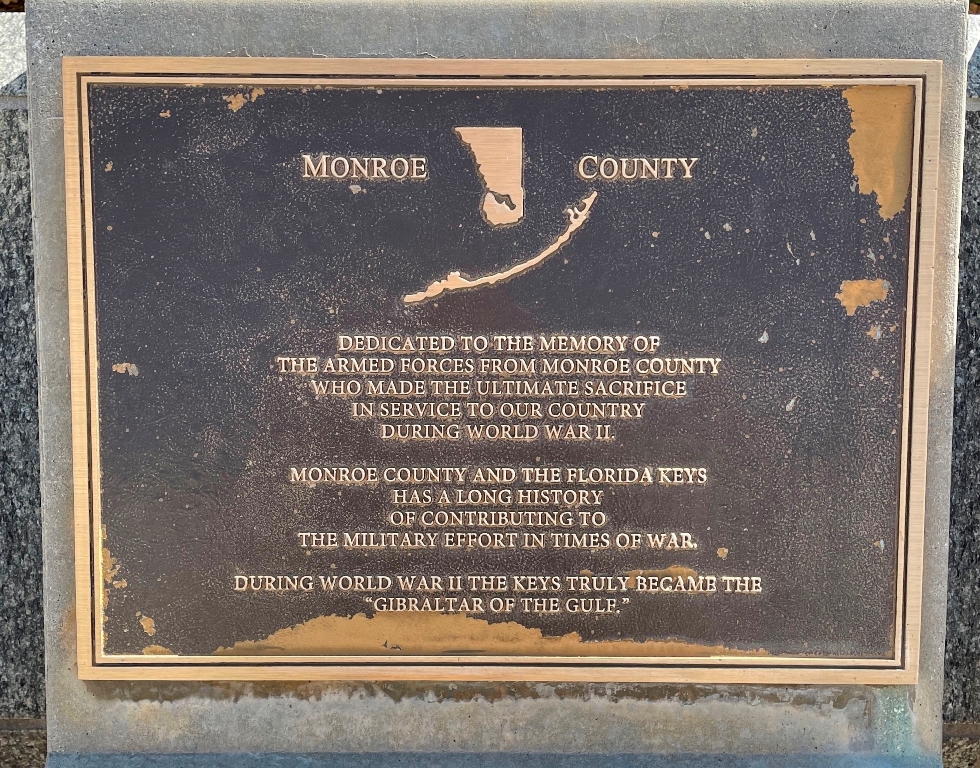 MONROE COUNTY
DEDICATED TO THE MEMORY OF
THE ARMED FORCES FROM MONROE COUNTY
WHO MADE THE ULTIMATE SACRIFICE
IN SERVICE TO OUR COUNTRY
DURING WORLD WAR II.
MONROE COUNTY AND THE FLORIDA KEYS
HAS A LONG HISTORY
OF CONTRIBUTING TO
THE MILITARY EFFORT IN TIMES OF WAR.
DURING WORLD WAR II THE KEYS TRULY BECAME THE
“GIBRALTAR OF THE GULF.”